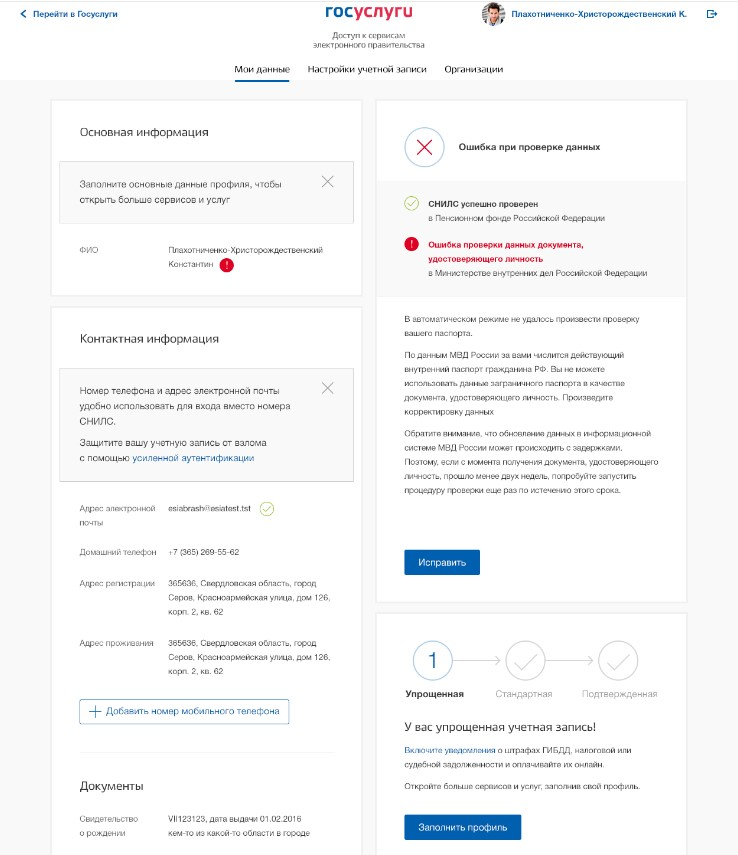 Перейти в Госуслуги
госуслуги
Плахотниченко-Христорождественский К.
Доступ к сервисам
электронного правительства
Мои данные
Настройки учетной записи
Организации
Основная информация
Заполните основные данные профиля, чтобы
открыть больше сервисов и услуг
ФИО
Плахотниченко-Христорождественский
Константин
Контактная информация
Номер телефона и адрес электронной почты
удобно использовать для входа вместо номера
СНИЛС.
Защитите вашу учетную запись от взлома
с помощью усиленной аутентификации
Адрес электронной
почты
esiabrash@esiatest.tst
Домашний телефон
+7 (365) 269-55-62
Адрес регистрации
365636, Свердловская область, город
Серов, Красноармейская улица, дом 126,
корп. 2, кв. 62
Адрес проживания
365636, Свердловская область, город
Серов, Красноармейская улица, дом 126,
корп. 2, кв. 62
Добавить номер мобильного телефона
Документы
Свидетельство
о рождении
VII123123, дата выдачи 01.02.2016
кем-то из какой-то области в городе
Ошибка при проверке данных
СНИЛС успешно проверен
в Пенсионном фонде Российской Федерации
!
Ошибка проверки данных документа,
удостоверяющего личность
в Министерстве внутренних дел Российской Федерации
В автоматическом режиме не удалось произвести проверку
вашего паспорта.
По данным МВД России за вами числится действующий
внутренний паспорт гражданина РФ. Вы не можете
использовать данные заграничного паспорта в качестве
документа, удостоверяющего личность. Произведите
корректировку данных
Обратите внимание, что обновление данных в информационной
системе МВД России может происходить с задержками.
Поэтому, если с момента получения документа, удостоверяющего
личность, прошло менее двух недель, попробуйте запустить
процедуру проверки еще раз по истечению этого срока.
Исправить
1
Упрощенная
Стандартная
Подтвержденная
У вас упрощенная учетная запись!
Включите уведомления о штрафах ГИБДД, налоговой или
судебной задолженности и оплачивайте их онлайн.
Откройте больше сервисов и услуг, заполнив свой профиль.
Заполнить профиль